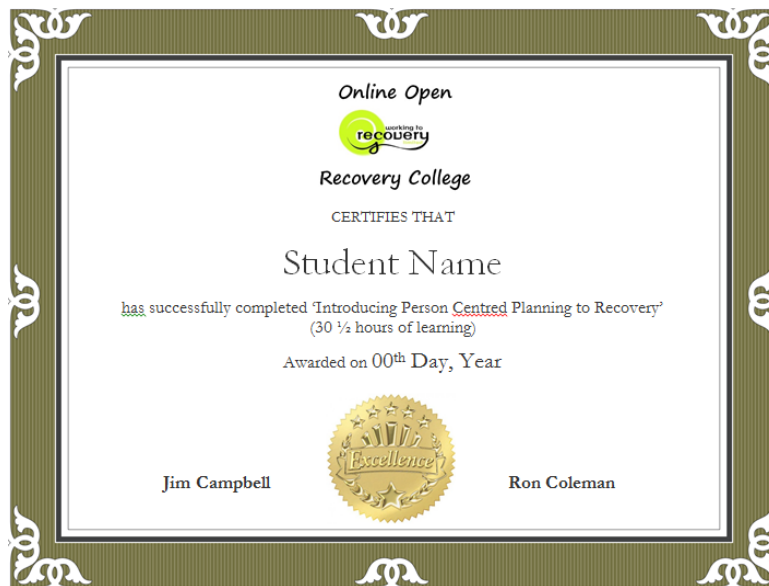 Online Open
working to
recovery
Recovery College
CERTIFIES THAT
Student Name
has successfully completed ‘Introducing Person Centred Planning to Recovery’
(30 ½ hours of learning)
Awarded on 00th Day, Year
Excellence
Jim Campbell Ron Coleman